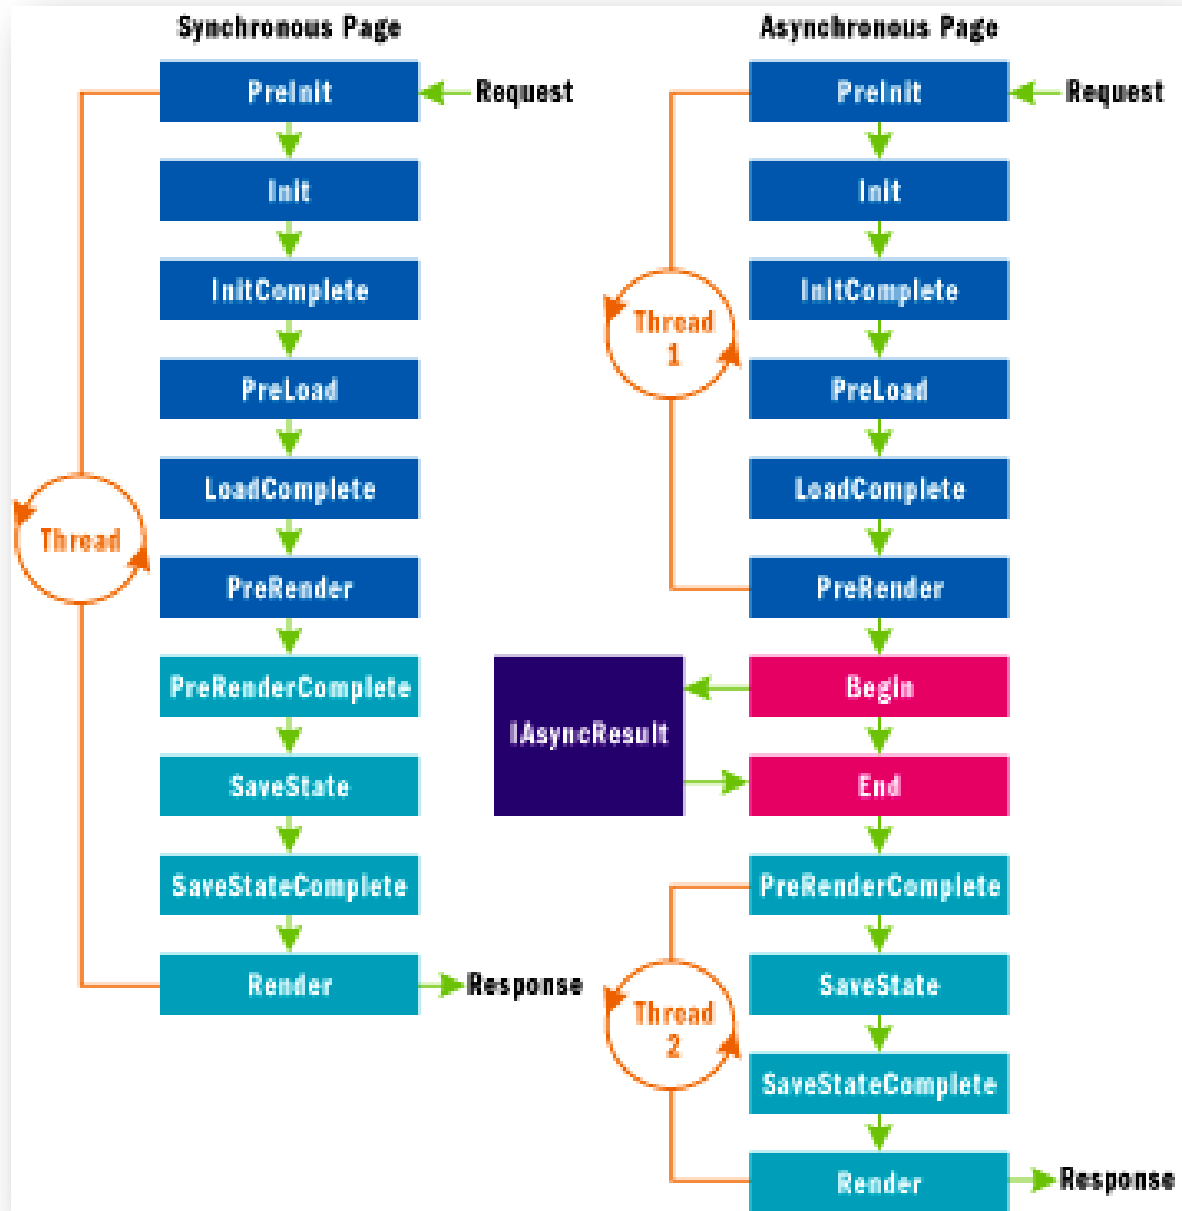 Synchronous Page
PreInit
Request
Init
InitComplete
PreLoad
LoadComplete
Thread
PreRender
PreRenderComplete
SaveState
SaveStateComplete
Render
Response
Asynchronous Page
PreInit
Request
Init
InitComplete
Thread
1
PreLoad
LoadComplete
PreRender
Begin
IAsyncResult
End
PreRenderComplete
SaveState
Thread
2
SaveStateComplete
Render
Response